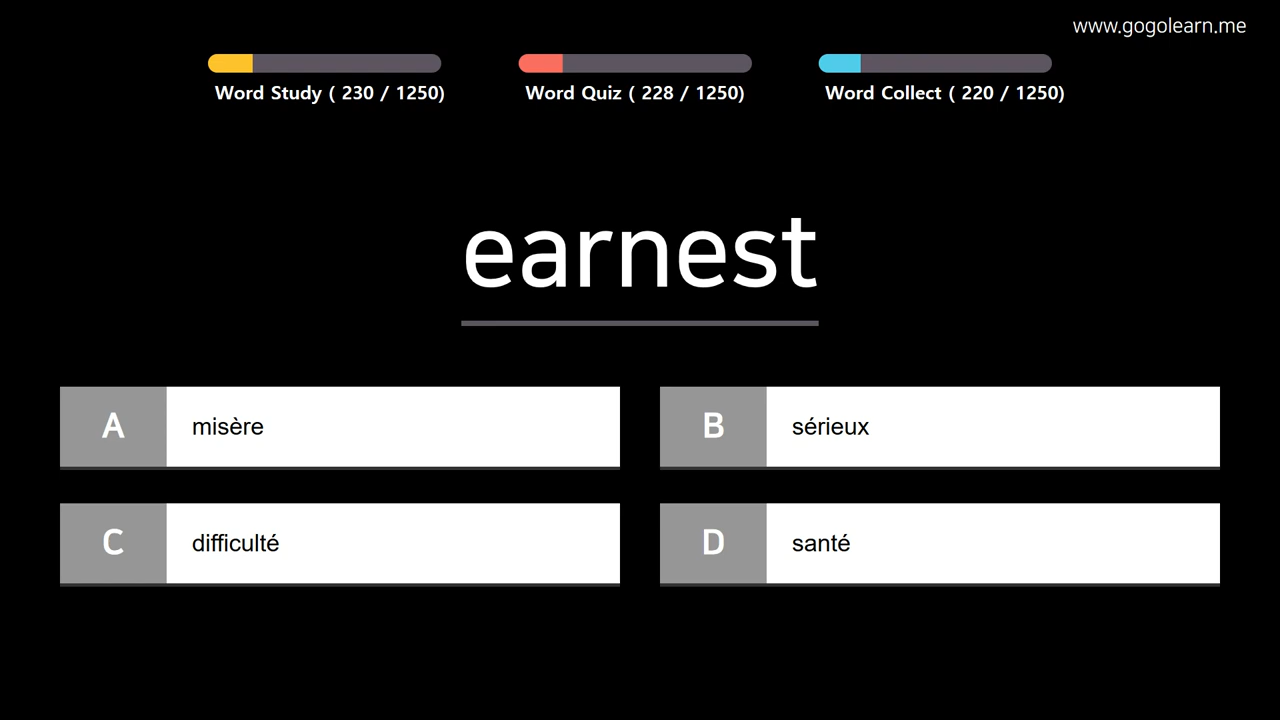 www.gogolearn.me
Word Study ( 230 / 1250)
Word Quiz ( 228 / 1250)
Word Collect ( 220 / 1250)
earnest
A misère
B sérieux
C difficulté
D santé